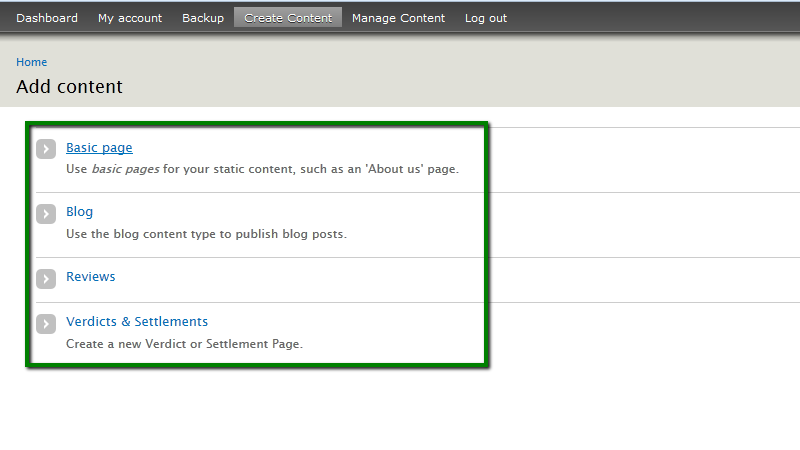 Dashboard My account Backup Create Content Manage Content Log out
Home
Add content
Basic page
Use basic pages for your static content, such as an 'About us' page.
Blog
Use the blog content type to publish blog posts.
Reviews
Verdicts & Settlements
Create a new Verdict or Settlement Page.